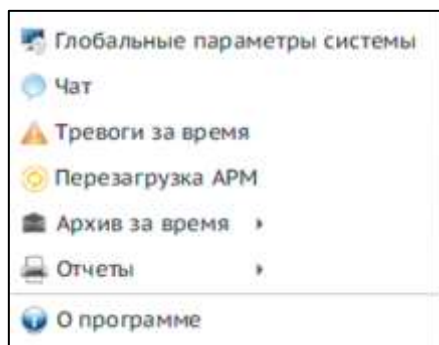 Глобальные параметры системы
Чат
Тревоги за время
Перезагрузка АРМ
Архив за время
Отчеты
О программе